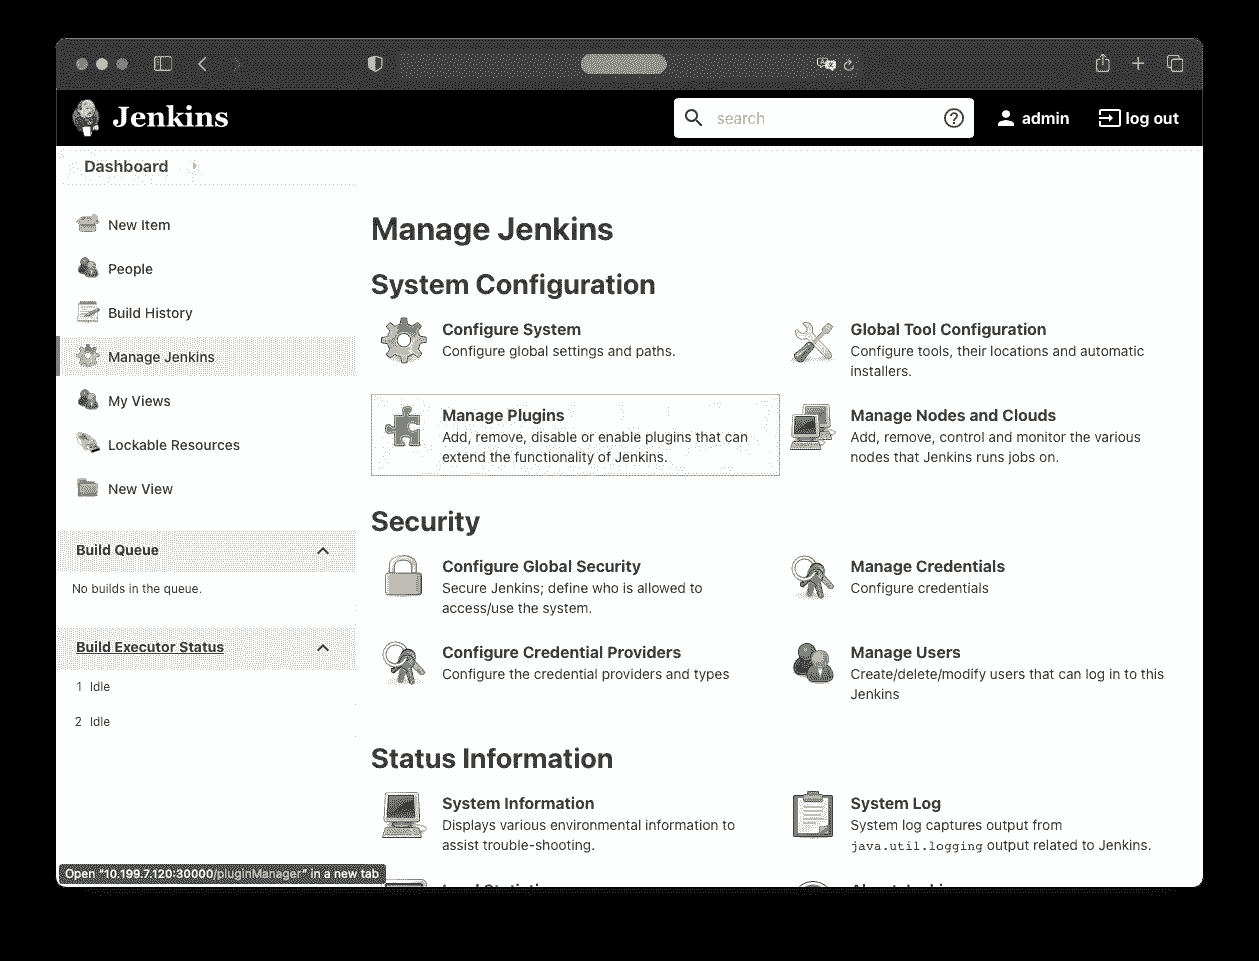 Jenkins
search
admin
log out
Dashboard
New Item
People
Build History
Manage Jenkins
My Views
Lockable Resources
New View
Build Queue
No builds in the queue.
Build Executor Status
1 Idle
2 Idle
Manage Jenkins
System Configuration
Configure System
Configure global settings and paths.
Global Tool Configuration
Configure tools, their locations and automatic
installers.
Manage Plugins
Add, remove, disable or enable plugins that can
extend the functionality of Jenkins.
Manage Nodes and Clouds
Add, remove, control and monitor the various
nodes that Jenkins runs jobs on.
Security
Configure Global Security
Secure Jenkins; define who is allowed to
access/use the system.
Manage Credentials
Configure credentials
Configure Credential Providers
Configure the credential providers and types
Manage Users
Create/delete/modify users that can log in to this
Jenkins
Status Information
System Information
Displays various environmental information to
assist trouble-shooting.
System Log
System log captures output from
java.util.logging output related to Jenkins.
Open “10.199.7.120:30000/pluginManager” in a new tab